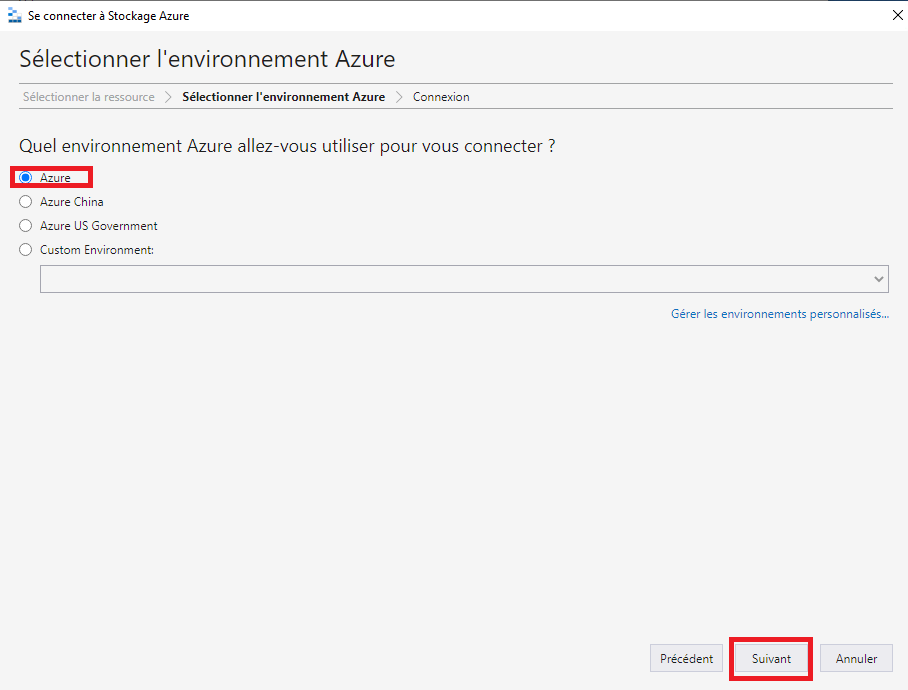 Se connecter à Stockage Azure
Sélectionner l'environnement Azure
Sélectionner la ressource Sélectionner l'environnement Azure Connexion
Quel environnement Azure allez-vous utiliser pour vous connecter ?
Azure
Azure China
Azure US Government
Custom Environment:
Gérer les environnements personnalisés...
Précédent Suivant Annuler